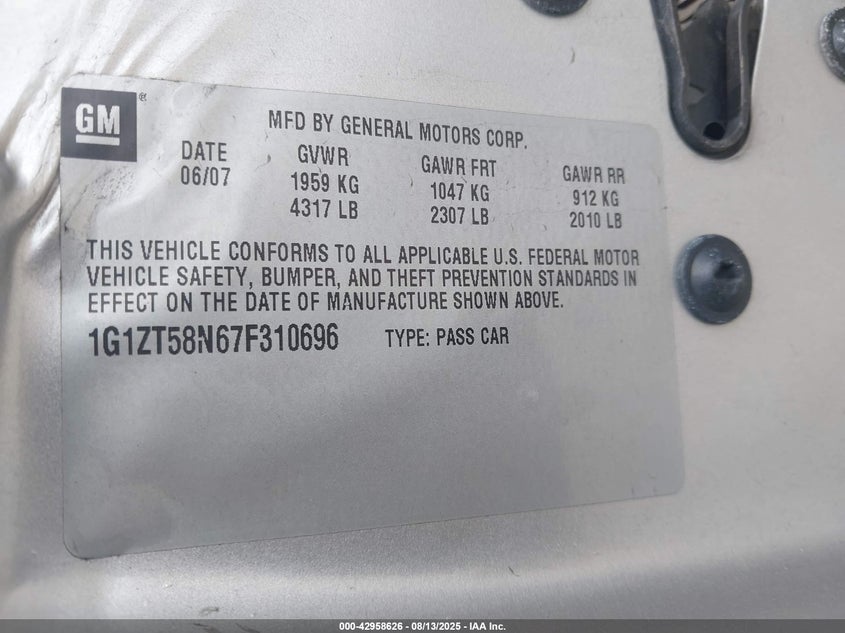 GM ®
MFD BY GENERAL MOTORS CORP.
DATE GVWR GAWR FRT GAWR RR
06/07 1959 KG 1047 KG 912 KG
4317 LB 2307 LB 2010 LB
THIS VEHICLE CONFORMS TO ALL APPLICABLE U.S. FEDERAL MOTOR
VEHICLE SAFETY, BUMPER, AND THEFT PREVENTION STANDARDS IN
EFFECT ON THE DATE OF MANUFACTURE SHOWN ABOVE.
1G1ZT58N67F310696 TYPE: PASS CAR
000-42958626 - 08/13/2025 - IAA Inc.